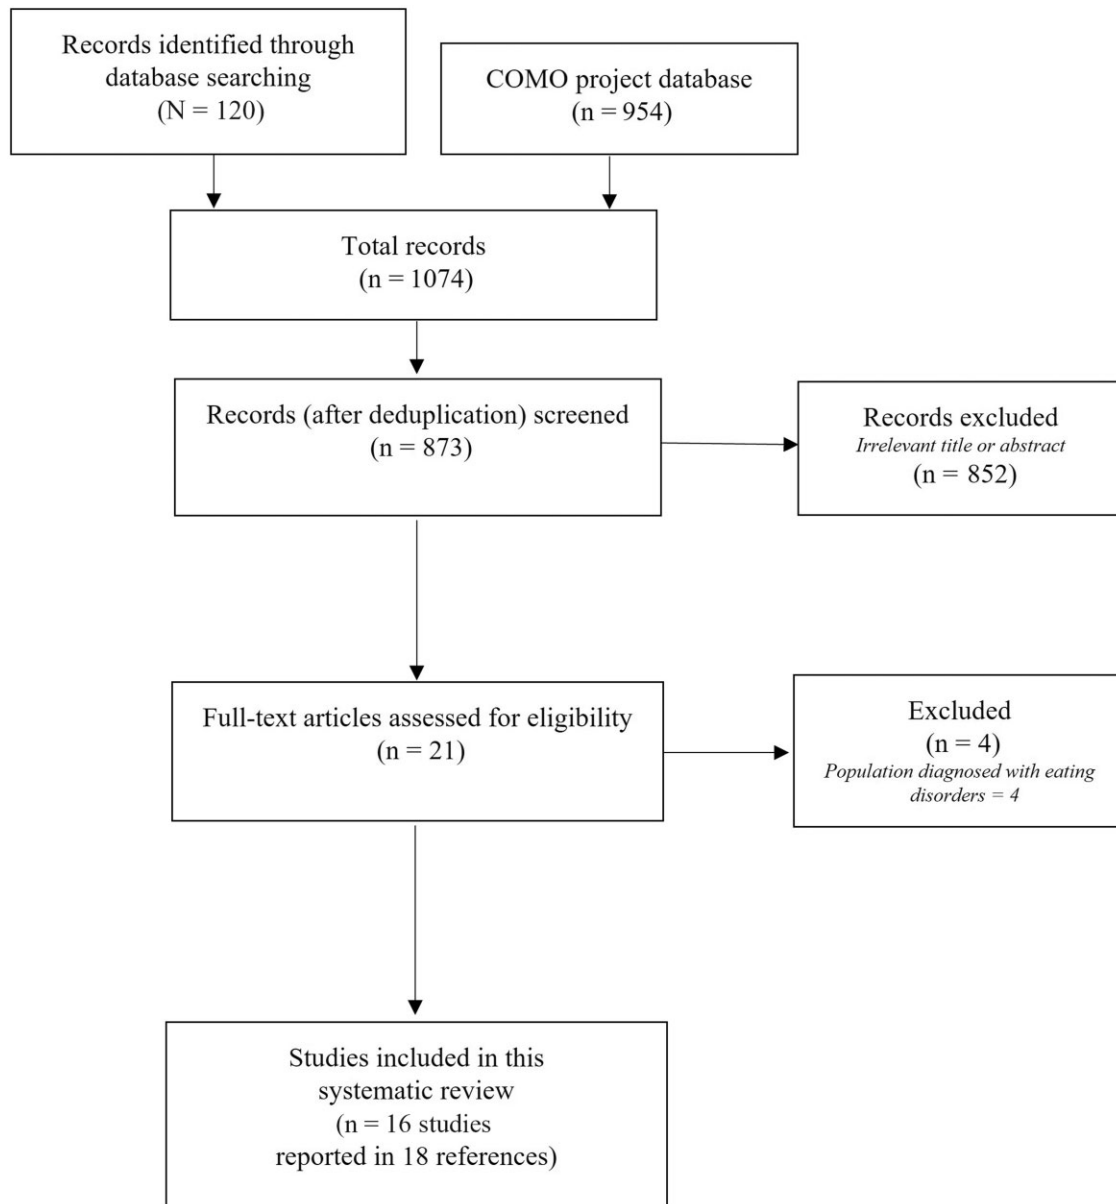 Records identified through
database searching
(N = 120)
COMO project database
(n = 954)
Total records
(n = 1074)
Records (after deduplication) screened
(n = 873)
Records excluded
Irrelevant title or abstract
(n = 852)
Full-text articles assessed for eligibility
(n = 21)
Excluded
(n = 4)
Population diagnosed with eating
disorders = 4
Studies included in this
systematic review
(n = 16 studies
reported in 18 references)